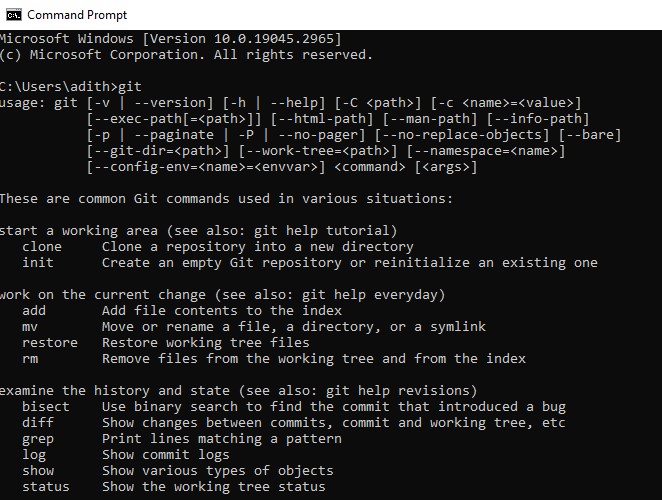 Command Prompt
Microsoft Windows [Version 10.0.19045.2965]
(c) Microsoft Corporation. All rights reserved.
C:\Users\adith>git
usage: git [-v | --version] [-h | --help] [-C <path>] [-c <name>=<value>]
[--exec-path[=<path>]] [--html-path] [--man-path] [--info-path]
[-p | --paginate | -P | --no-pager] [--no-replace-objects] [--bare]
[--git-dir=<path>] [--work-tree=<path>] [--namespace=<name>]
[--config-env=<name>=<envvar>] <command> [<args>]
These are common Git commands used in various situations:
start a working area (see also: git help tutorial)
clone Clone a repository into a new directory
init Create an empty Git repository or reinitialize an existing one
work on the current change (see also: git help everyday)
add Add file contents to the index
mv Move or rename a file, a directory, or a symlink
restore Restore working tree files
rm Remove files from the working tree and from the index
examine the history and state (see also: git help revisions)
bisect Use binary search to find the commit that introduced a bug
diff Show changes between commits, commit and working tree, etc
grep Print lines matching a pattern
log Show commit logs
show Show various types of objects
status Show the working tree status